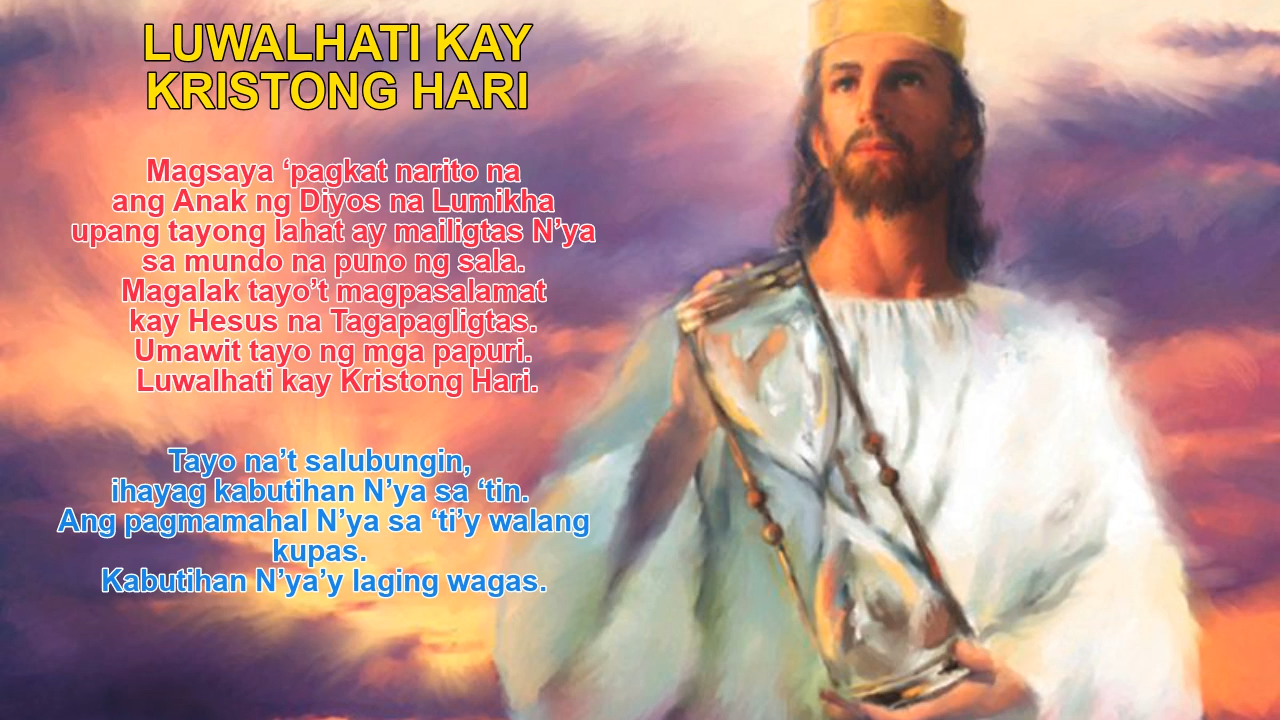 LUWALHATI KAY
KRISTONG HARI
Magsaya ‘pagkat narito na
ang Anak ng Diyos na Lumikha
upang tayong lahat ay mailigtas N’ya
sa mundo na puno ng sala.
Magalak tayo’t magpasalamat
kay Hesus na Tagapagligtas.
Umawit tayo ng mga papuri.
Luwalhati kay Kristong Hari.
Tayo na’t salubungin,
ihayag kabutihan N’ya sa ‘tin.
Ang pagmamahal N’ya sa ‘ti’y walang
kupas.
Kabutihan N’ya’y laging wagas.